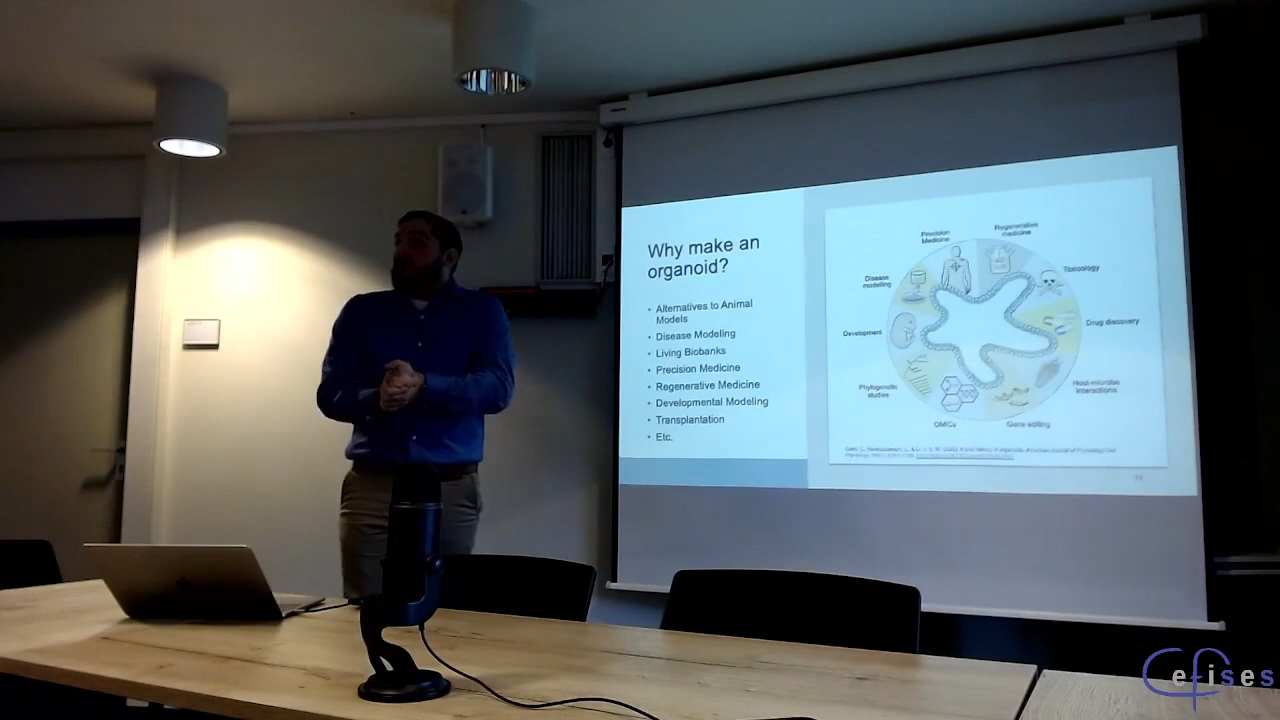 Why make an
organoid?
• Alternatives to Animal
Models
• Disease Modeling
• Living Biobanks
• Precision Medicine
• Regenerative Medicine
• Developmental Modeling
• Transplantation
• Etc.
Precision
Medicine
Regenerative
medicine
Disease
modelling
Toxicology
Development
Drug discovery
Phylogenetic
studies
Host-microbe
interactions
OMICs
Gene editing
11
Cefises